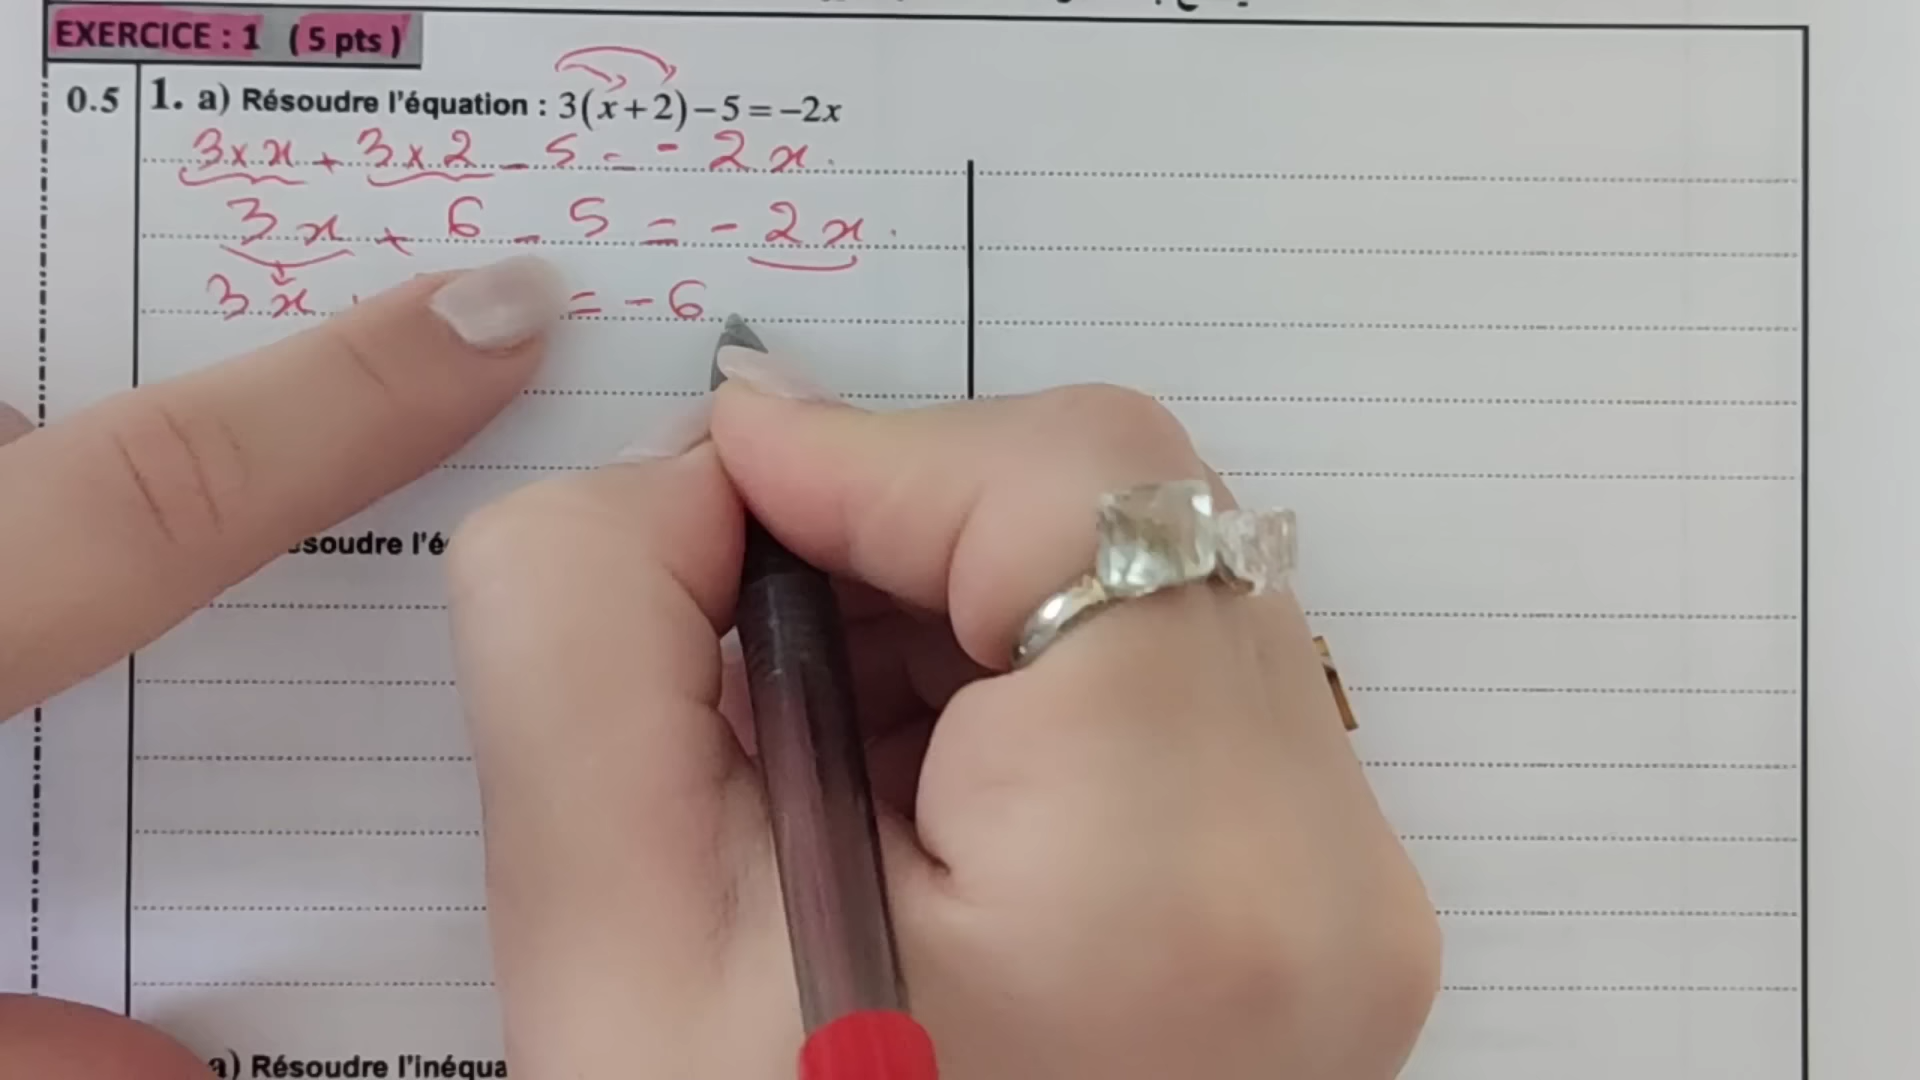 EXERCICE : 1 ( 5 pts )
0.5 1. a) Résoudre l'équation : 3(x+2)−5=−2x
3×x + 3×2 − 5 = − 2x.
3x + 6 − 5 = − 2x.
3x = − 6
soudre l'é
a) Résoudre l'inéqua